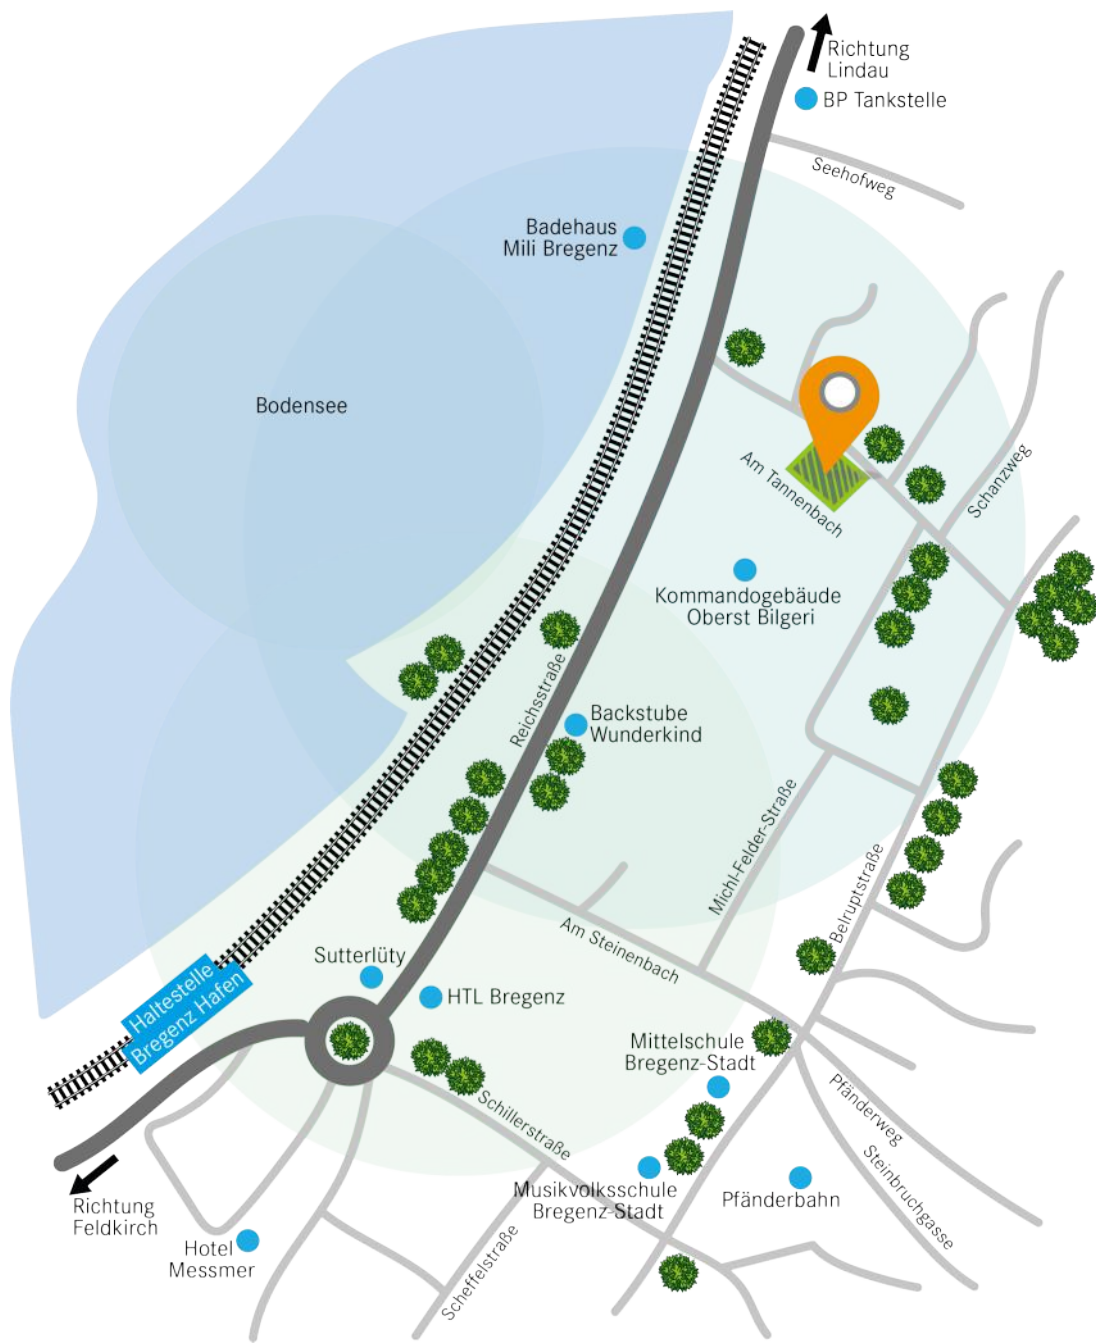 Richtung
Lindau
BP Tankstelle
Seehofweg
Badehaus
Mili Bregenz
Bodensee
Am Tannenbach
Schanzweg
Kommandogebäude
Oberst Bilgeri
Reichsstraße
Backstube
Wunderkind
Michl-Felder-Straße
Belruptstraße
Am Steinenbach
Sutterlüty
HTL Bregenz
Haltestelle
Bregenz Hafen
Mittelschule
Bregenz-Stadt
Schillerstraße
Pfänderweg
Steinbruchgasse
Musikvolksschule
Bregenz-Stadt
Pfänderbahn
Richtung
Feldkirch
Hotel
Messmer
Scheffelstraße